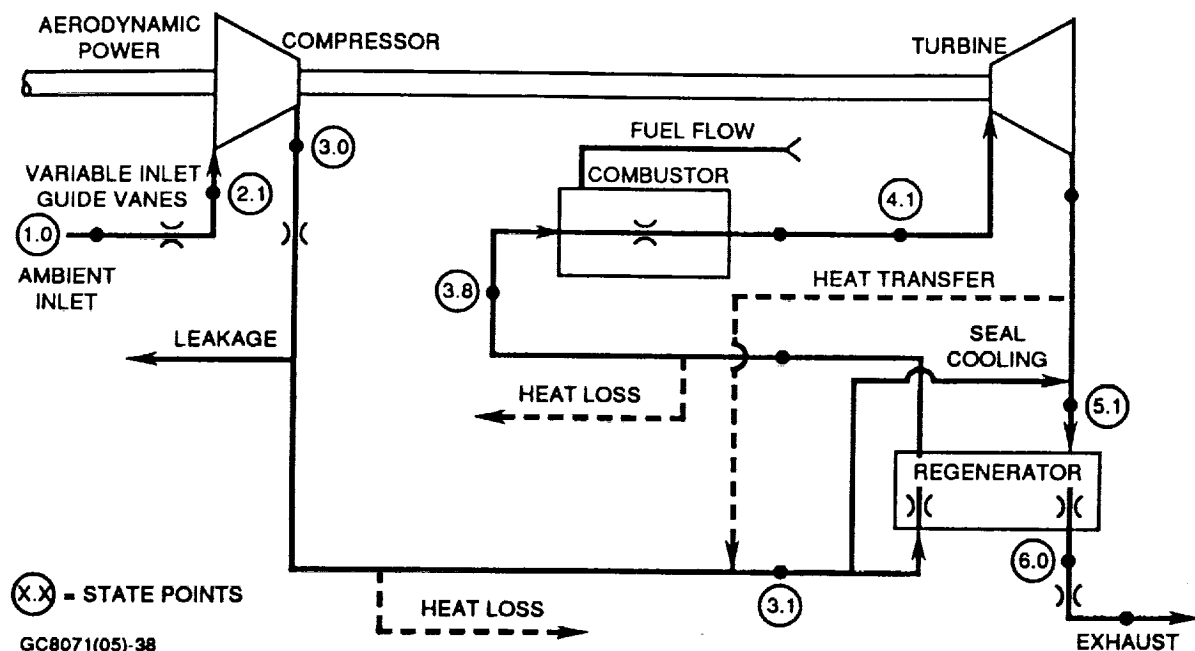 AERODYNAMIC
POWER
COMPRESSOR
TURBINE
3.0
FUEL FLOW
COMBUSTOR
VARIABLE INLET
GUIDE VANES
2.1
4.1
1.0
AMBIENT
INLET
3.8
HEAT TRANSFER
LEAKAGE
SEAL
COOLING
HEAT LOSS
5.1
REGENERATOR
6.0
X.X = STATE POINTS
HEAT LOSS
3.1
EXHAUST
GC8071(05)-38